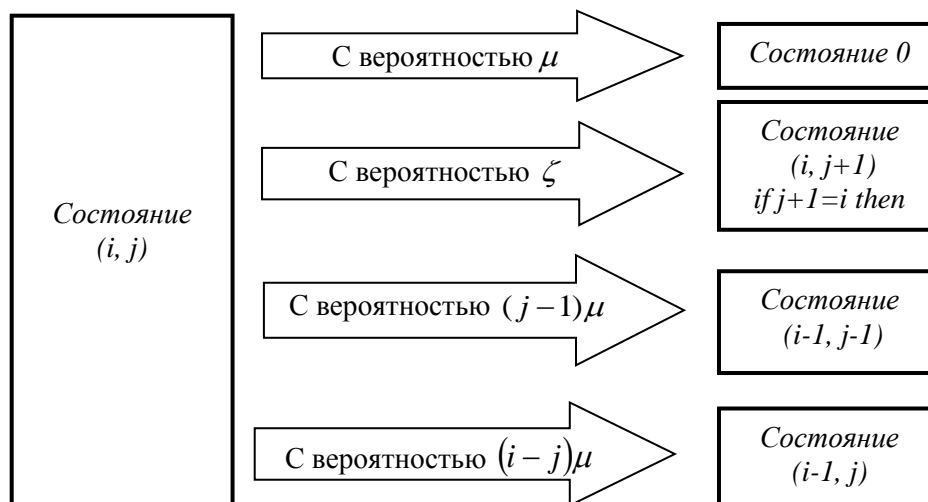 С вероятностью μ
Состояние 0
С вероятностью ζ
Состояние
(i, j+1)
if j+1=i then
Состояние
(i, j)
С вероятностью (j−1)μ
Состояние
(i-1, j-1)
С вероятностью (i−j)μ
Состояние
(i-1, j)